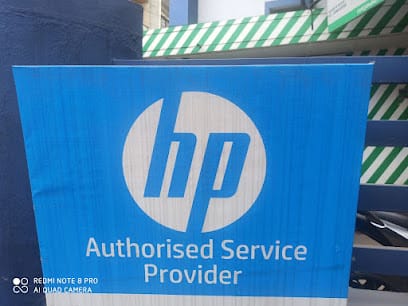 hp
Authorised Service
Provider
REDMI NOTE 8 PRO
AI QUAD CAMERA